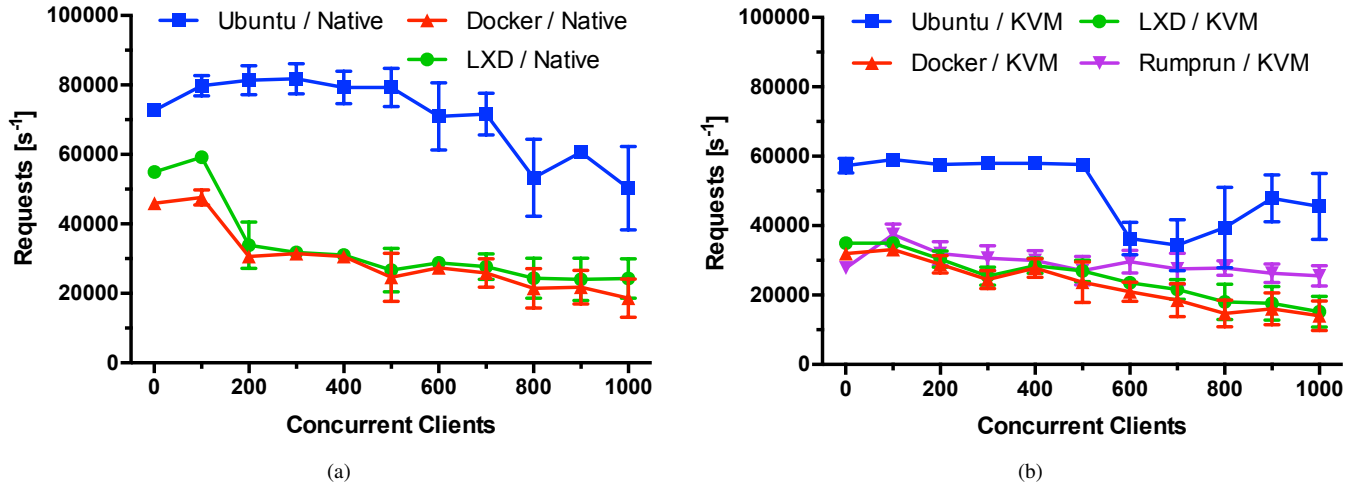 Ubuntu / Native
Docker / Native
LXD / Native
Requests [s⁻¹]
100000
80000
60000
40000
20000
0
0 200 400 600 800 1000
Concurrent Clients
(a)
Ubuntu / KVM
LXD / KVM
Docker / KVM
Rumprun / KVM
Requests [s⁻¹]
100000
80000
60000
40000
20000
0
0 200 400 600 800 1000
Concurrent Clients
(b)